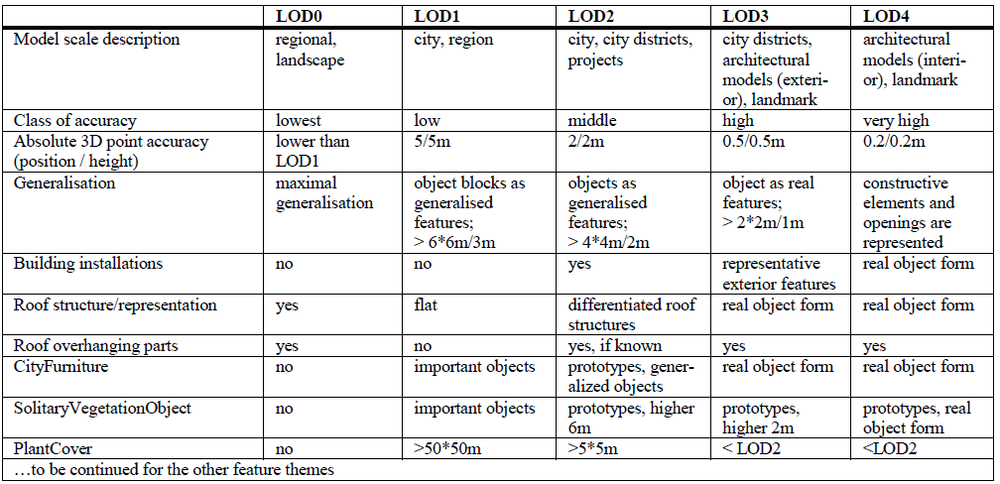 LOD0 LOD1 LOD2 LOD3 LOD4
Model scale description regional, landscape city, region city, city districts, projects city districts, architectural models (exteri-or), landmark architectural models (interi-or), landmark
Class of accuracy lowest low middle high very high
Absolute 3D point accuracy (position / height) lower than LOD1 5/5m 2/2m 0.5/0.5m 0.2/0.2m
Generalisation maximal generalisation object blocks as generalised features; > 6*6m/3m objects as generalised features; > 4*4m/2m object as real features; > 2*2m/1m constructive elements and openings are represented
Building installations no no yes representative exterior features real object form
Roof structure/representation yes flat differentiated roof structures real object form real object form
Roof overhanging parts yes no yes, if known yes yes
CityFurniture no important objects prototypes, gener-alized objects real object form real object form
SolitaryVegetationObject no important objects prototypes, higher 6m prototypes, higher 2m prototypes, real object form
PlantCover no >50*50m >5*5m < LOD2 <LOD2
…to be continued for the other feature themes